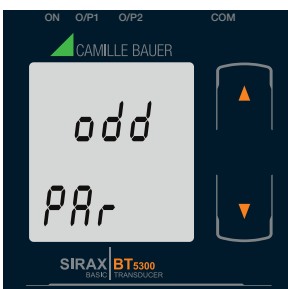 ON O/P1 O/P2 COM
CAMILLE BAUER
odd
PAr
SIRAX BT5300
BASIC TRANSDUCER